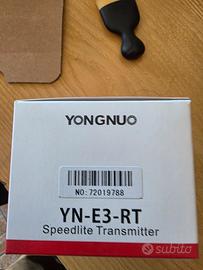 YONGNUO
NO:72019788
YN-E3-RT
Speedlite Transmitter
subito